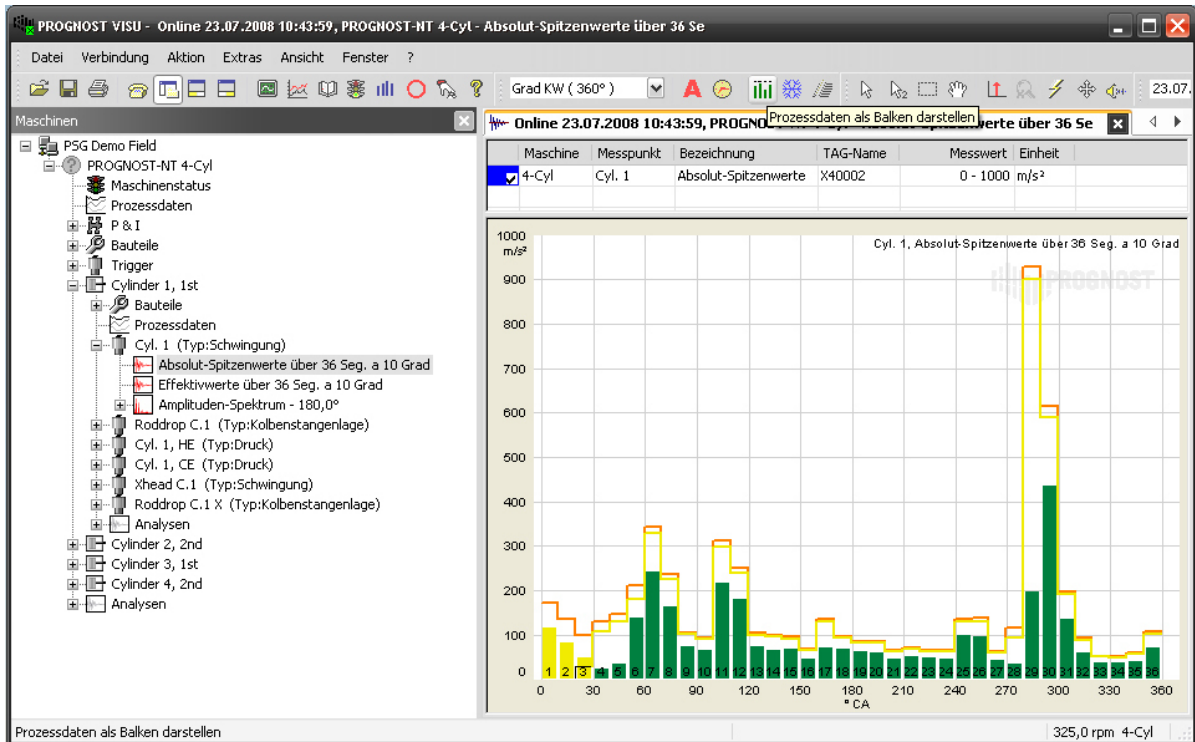 PROGNOST VISU - Online 23.07.2008 10:43:59, PROGNOST-NT 4-Cyl - Absolut-Spitzenwerte über 36 Se
Datei Verbindung Aktion Extras Ansicht Fenster ?
Grad KW ( 360° ) A 23.07.
Maschinen
PSG Demo Field
PROGNOST-NT 4-Cyl
Maschinenstatus
Prozessdaten
P & I
Bauteile
Trigger
Cylinder 1, 1st
Bauteile
Prozessdaten
Cyl. 1 (Typ:Schwingung)
Absolut-Spitzenwerte über 36 Seg. a 10 Grad
Effektivwerte über 36 Seg. a 10 Grad
Amplituden-Spektrum - 180,0°
Roddrop C.1 (Typ:Kolbenstangenlage)
Cyl. 1, HE (Typ:Druck)
Cyl. 1, CE (Typ:Druck)
Xhead C.1 (Typ:Schwingung)
Roddrop C.1 X (Typ:Kolbenstangenlage)
Analysen
Cylinder 2, 2nd
Cylinder 3, 1st
Cylinder 4, 2nd
Analysen
Prozessdaten als Balken darstellen
Online 23.07.2008 10:43:59, über 36 Se
Maschine Messpunkt Bezeichnung TAG-Name Messwert Einheit
4-Cyl Cyl. 1 Absolut-Spitzenwerte X40002 0 - 1000 m/s²
Cyl. 1, Absolut-Spitzenwerte über 36 Seg. a 10 Grad
PROGNOST
1000
m/s²
900
800
700
600
500
400
300
200
100
0
1 2 3 4 5 6 7 8 9 10 11 12 13 14 15 16 17 18 19 20 21 22 23 24 25 26 27 28 29 30 31 32 33 34 35 36
0 30 60 90 120 150 180 210 240 270 300 330 360
° CA
Prozessdaten als Balken darstellen
325,0 rpm 4-Cyl